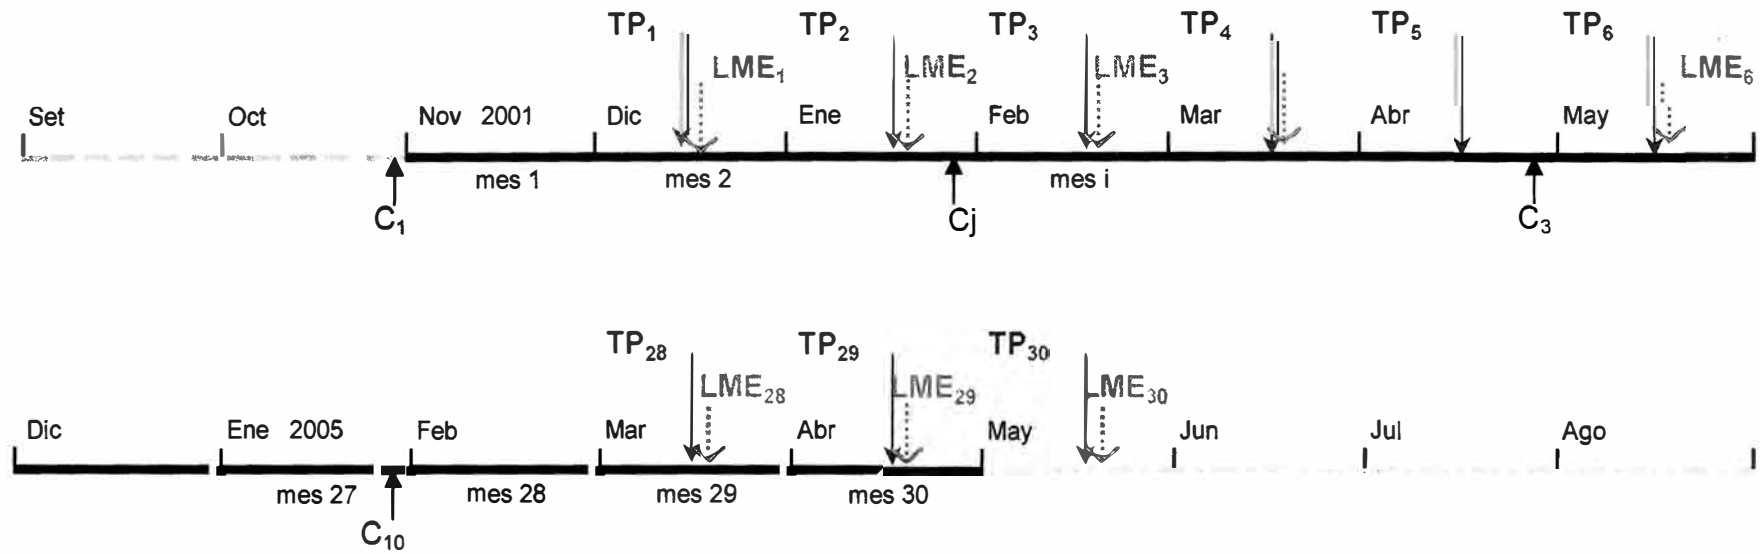 TP1 TP2 TP3 TP4 TP5 TP6
LME1 LME2 LME3 LME6
Set Oct Nov 2001 Dic Ene Feb Mar Abr May
mes 1 mes 2 mes i
C1 Cj C3
TP28 TP29 TP30
LME28 LME29 LME30
Dic Ene 2005 Feb Mar Abr May Jun Jul Ago
mes 27 mes 28 mes 29 mes 30
C10